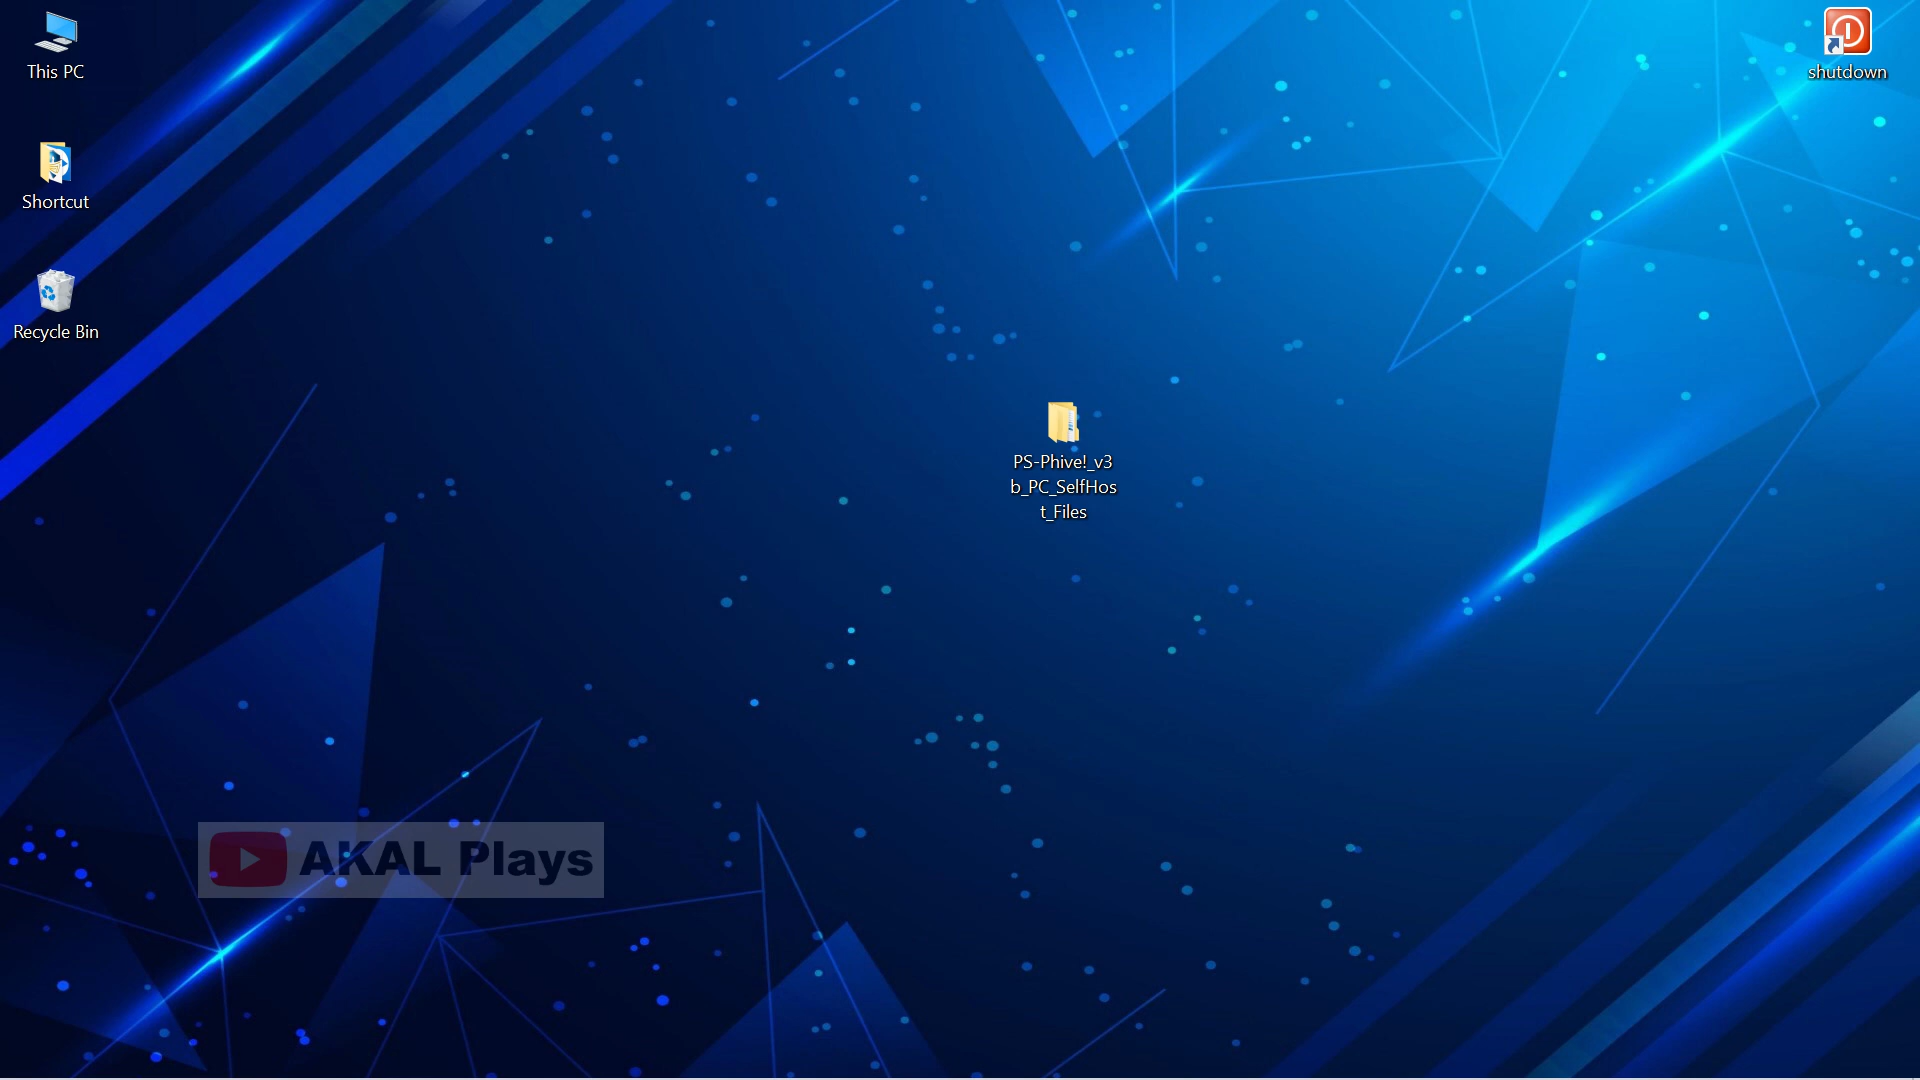 This PC
shutdown
Shortcut
Recycle Bin
PS-Phive!_v3
b_PC_SelfHos
t_Files
AKAL Plays